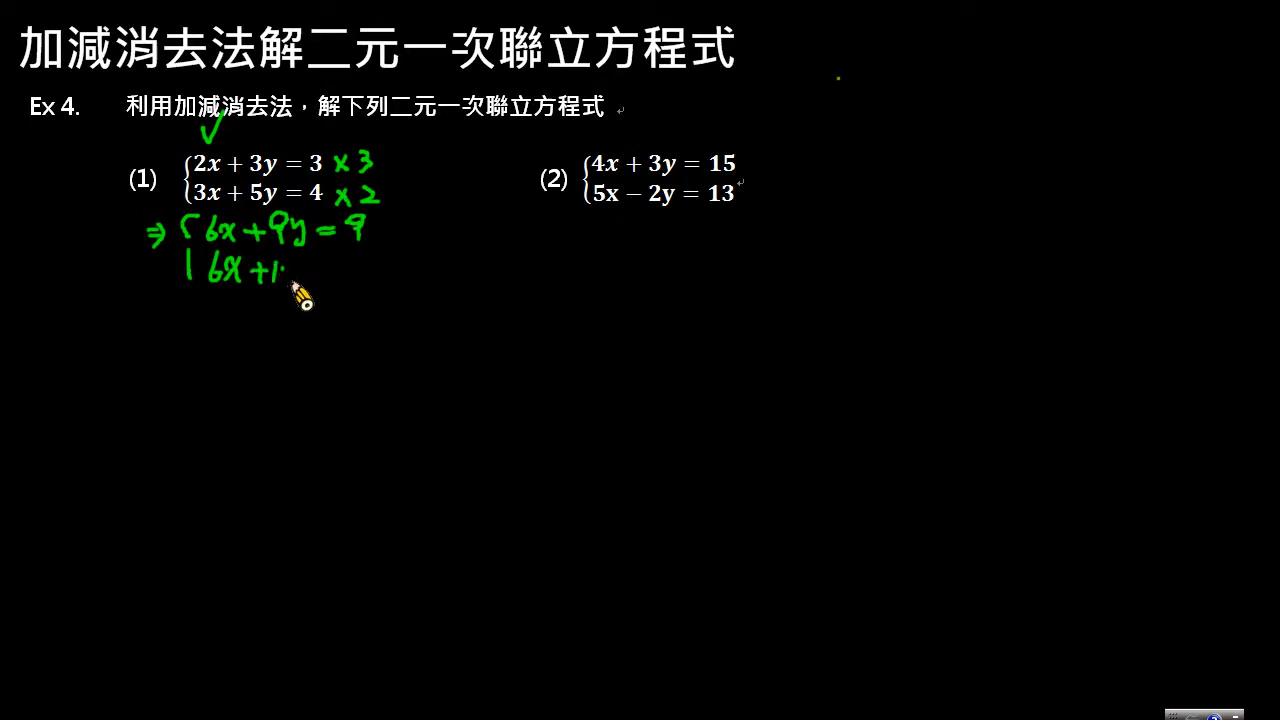 加減消去法解二元一次聯立方程式
Ex 4. 利用加減消去法，解下列二元一次聯立方程式
(1) {2x + 3y = 3 × 3
3x + 5y = 4 × 2
(2) {4x + 3y = 15
5x − 2y = 13
⇒ { 6x + 9y = 9
6x + 1